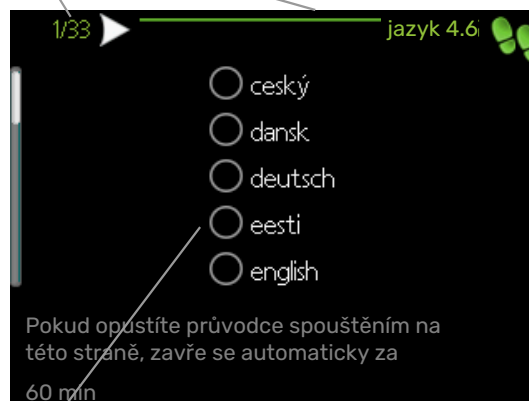 1/33
jazyk 4.6
ceský
dansk
deutsch
eesti
english
Pokud opustíte průvodce spouštěním na
této straně, zavře se automaticky za
60 min